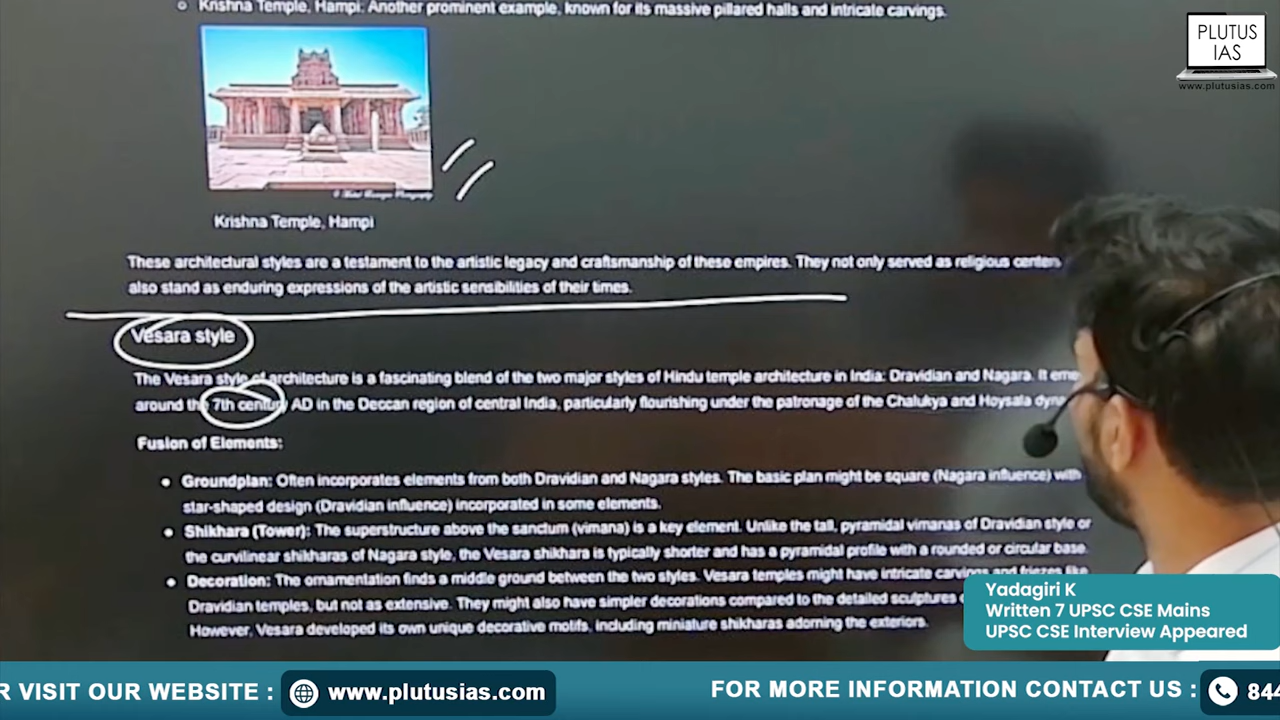 Krishna Temple, Hampi: Another prominent example, known for its massive pillared halls and intricate carvings.
PLUTUS
IAS
www.plutusias.com
Krishna Temple, Hampi
These architectural styles are a testament to the artistic legacy and craftsmanship of these empires. They not only served as religious centers
also stand as enduring expressions of the artistic sensibilities of their times.
Vesara style
The Vesara style of architecture is a fascinating blend of the two major styles of Hindu temple architecture in India: Dravidian and Nagara. It eme
around the 7th century AD in the Deccan region of central India, particularly flourishing under the patronage of the Chalukya and Hoysala dyna
Fusion of Elements:
Groundplan: Often incorporates elements from both Dravidian and Nagara styles. The basic plan might be square (Nagara influence) with
star-shaped design (Dravidian influence) incorporated in some elements.
Shikhara (Tower): The superstructure above the sanctum (vimana) is a key element. Unlike the tall, pyramidal vimanas of Dravidian style or
the curvilinear shikharas of Nagara style, the Vesara shikhara is typically shorter and has a pyramidal profile with a rounded or circular base.
Decoration: The ornamentation finds a middle ground between the two styles. Vesara temples might have intricate carvings and friezes like
Dravidian temples, but not as extensive. They might also have simpler decorations compared to the detailed sculptures
However, Vesara developed its own unique decorative motifs, including miniature shikharas adorning the exteriors.
Yadagiri K
Written 7 UPSC CSE Mains
UPSC CSE Interview Appeared
R VISIT OUR WEBSITE : www.plutusias.com FOR MORE INFORMATION CONTACT US : 844